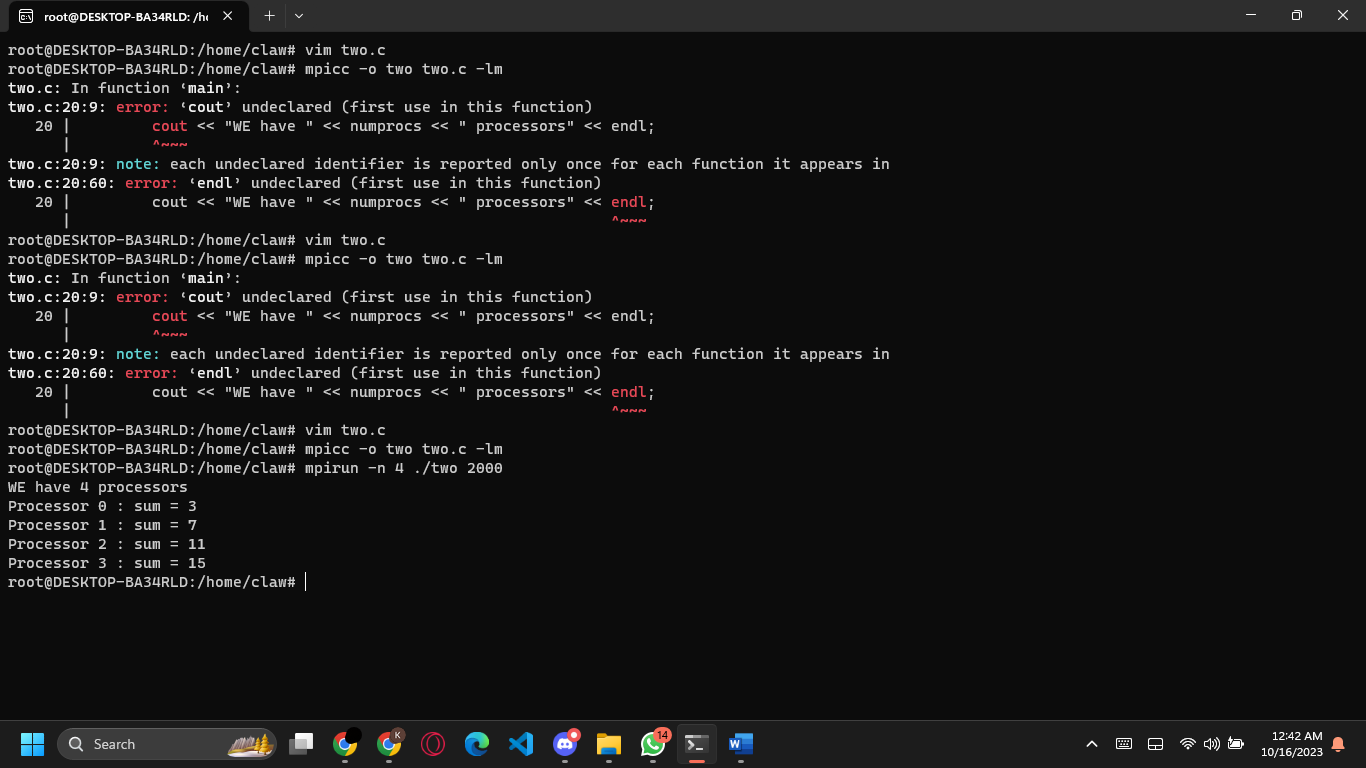 root@DESKTOP-BA34RLD: /h
root@DESKTOP-BA34RLD:/home/claw# vim two.c
root@DESKTOP-BA34RLD:/home/claw# mpicc -o two two.c -lm
two.c: In function ‘main’:
two.c:20:9: error: ‘cout’ undeclared (first use in this function)
   20 |         cout << "WE have " << numprocs << " processors" << endl;
      |         ^~~~
two.c:20:9: note: each undeclared identifier is reported only once for each function it appears in
two.c:20:60: error: ‘endl’ undeclared (first use in this function)
   20 |         cout << "WE have " << numprocs << " processors" << endl;
      |                                                            ^~~~
root@DESKTOP-BA34RLD:/home/claw# vim two.c
root@DESKTOP-BA34RLD:/home/claw# mpicc -o two two.c -lm
two.c: In function ‘main’:
two.c:20:9: error: ‘cout’ undeclared (first use in this function)
   20 |         cout << "WE have " << numprocs << " processors" << endl;
      |         ^~~~
two.c:20:9: note: each undeclared identifier is reported only once for each function it appears in
two.c:20:60: error: ‘endl’ undeclared (first use in this function)
   20 |         cout << "WE have " << numprocs << " processors" << endl;
      |                                                            ^~~~
root@DESKTOP-BA34RLD:/home/claw# vim two.c
root@DESKTOP-BA34RLD:/home/claw# mpicc -o two two.c -lm
root@DESKTOP-BA34RLD:/home/claw# mpirun -n 4 ./two 2000
WE have 4 processors
Processor 0 : sum = 3
Processor 1 : sum = 7
Processor 2 : sum = 11
Processor 3 : sum = 15
root@DESKTOP-BA34RLD:/home/claw#
Search
K
14
W
12:42 AM
10/16/2023